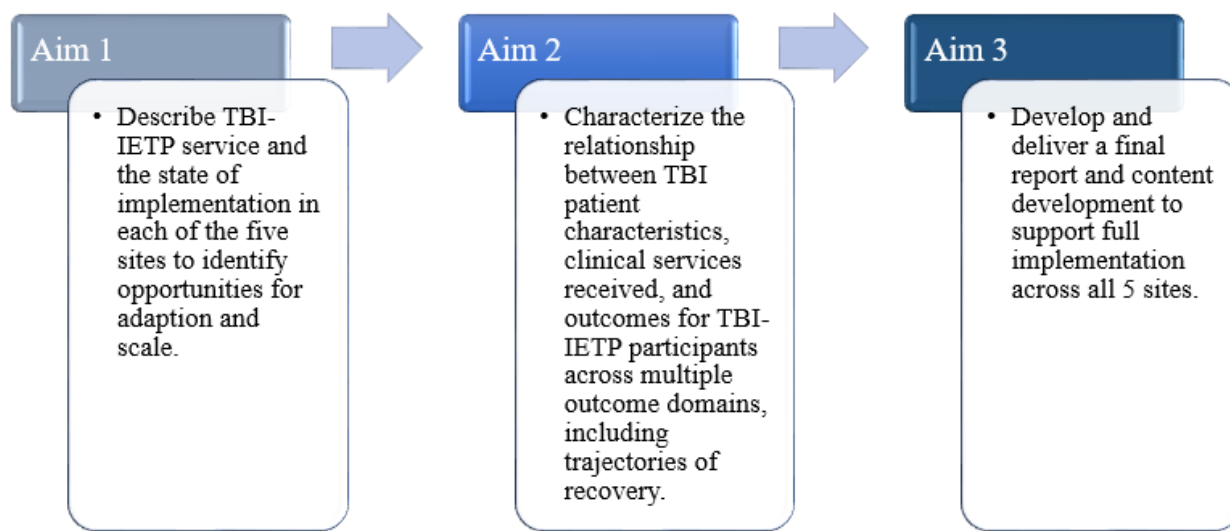 Aim 1
• Describe TBI-
IETP service and
the state of
implementation in
each of the five
sites to identify
opportunities for
adaption and
scale.
Aim 2
• Characterize the
relationship
between TBI
patient
characteristics,
clinical services
received, and
outcomes for TBI-
IETP participants
across multiple
outcome domains,
including
trajectories of
recovery.
Aim 3
• Develop and
deliver a final
report and content
development to
support full
implementation
across all 5 sites.